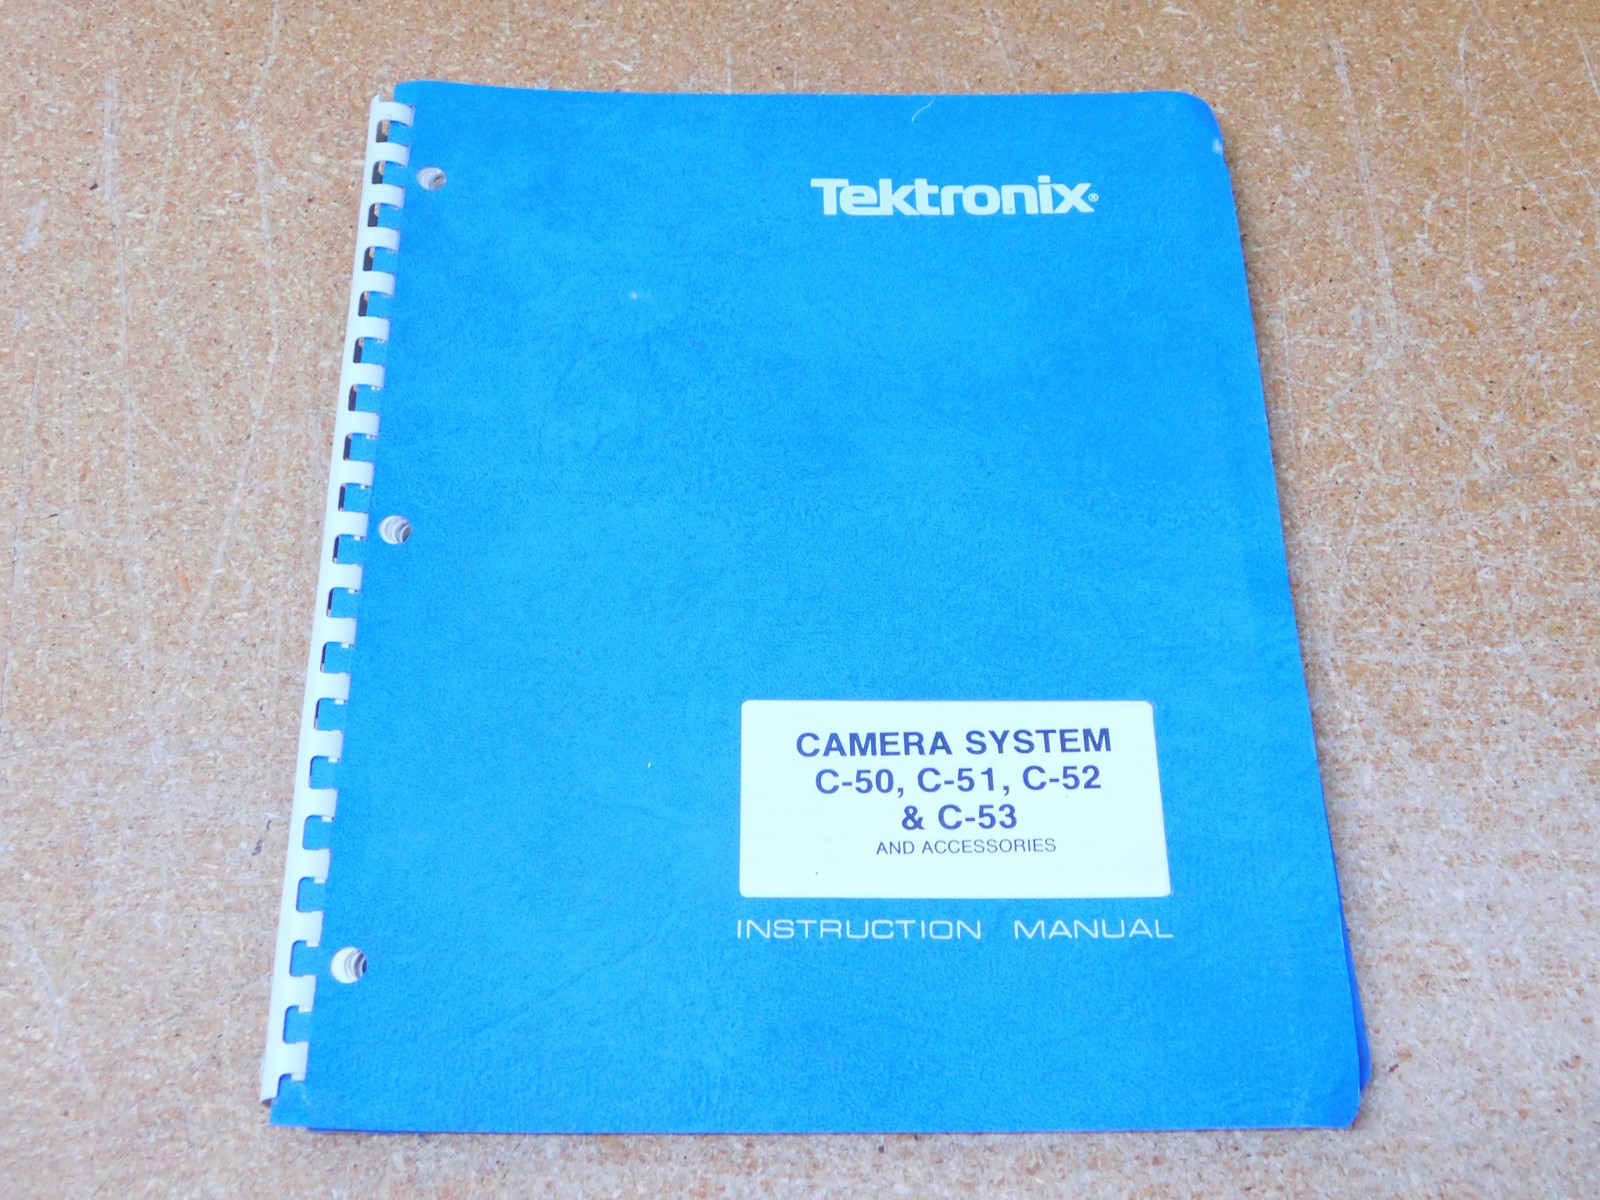 Tektronix®
CAMERA SYSTEM
C-50, C-51, C-52
& C-53
AND ACCESSORIES
INSTRUCTION MANUAL